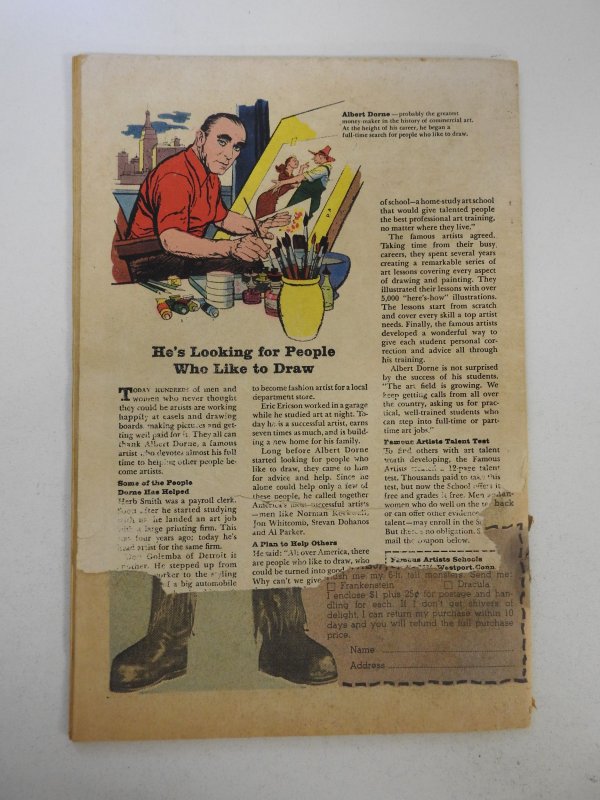 Albert Dorne — probably the greatest
money-maker in the history of commercial art.
At the height of his career, he began a
full-time search for people who like to draw.
He's Looking for People
Who Like to Draw
TODAY HUNDREDS of men and
women who never thought
they could be artists are working
happily at easels and drawing
boards making pictures and get-
ting well paid for it. They all can
thank Albert Dorne, a famous
artist who devotes almost his full
time to helping other people be-
come artists.
Some of the People
Dorne Has Helped
Herb Smith was a payroll clerk.
Soon after he started studying
he landed an art job
a large printing firm. This
four years ago; today he's
artist for the same firm.
Golemba of Detroit is
He stepped up from
worker to the styling
of a big automobile
to become fashion artist for a local
department store.
Eric Ericson worked in a garage
while he studied art at night. To-
day he is a successful artist, earns
seven times as much, and is build-
ing a new home for his family.
Long before Albert Dorne
started looking for people who
like to draw, they came to him
for advice and help. Since he
alone could help only a few of
these people, he called together
America's most successful artists
—men like Norman Rockwell,
Jon Whitcomb, Stevan Dohanos
and Al Parker.
A Plan to Help Others
He said: "All over America, there
are people who like to draw, who
could be turned into good
Why can't we give
of school—a home-study art school
that would give talented people
the best professional art training,
no matter where they live."
The famous artists agreed.
Taking time from their busy
careers, they spent several years
creating a remarkable series of
art lessons covering every aspect
of drawing and painting. They
illustrated their lessons with over
5,000 "here's-how" illustrations.
The lessons start from scratch
and cover every skill a top artist
needs. Finally, the famous artists
developed a wonderful way to
give each student personal cor-
rection and advice all through
his training.
Albert Dorne is not surprised
by the success of his students.
"The art field is growing. We
keep getting calls from all over
the country, asking us for prac-
tical, well-trained students who
can step into full-time or part-
time art jobs."
Famous Artists Talent Test
To find others with art talent
worth developing, the Famous
Artists created a 12-page talent
test. Thousands paid to take this
test, but now the School offers it
free and grades it free. Men and
women who do well on the
or can offer other evidence
talent—may enroll in the
But there's no obligation.
mail the coupon below.
back
Famous Artists Schools
Westport, Conn.
Rush me, my 6-ft. tall monsters. Send me:
Frankenstein Dracula
I enclose $1 plus 25¢ for postage and han-
dling for each. If I don't get shivers of
delight, I can return my purchase within 10
days and you will refund the full purchase
price.
Name
Address